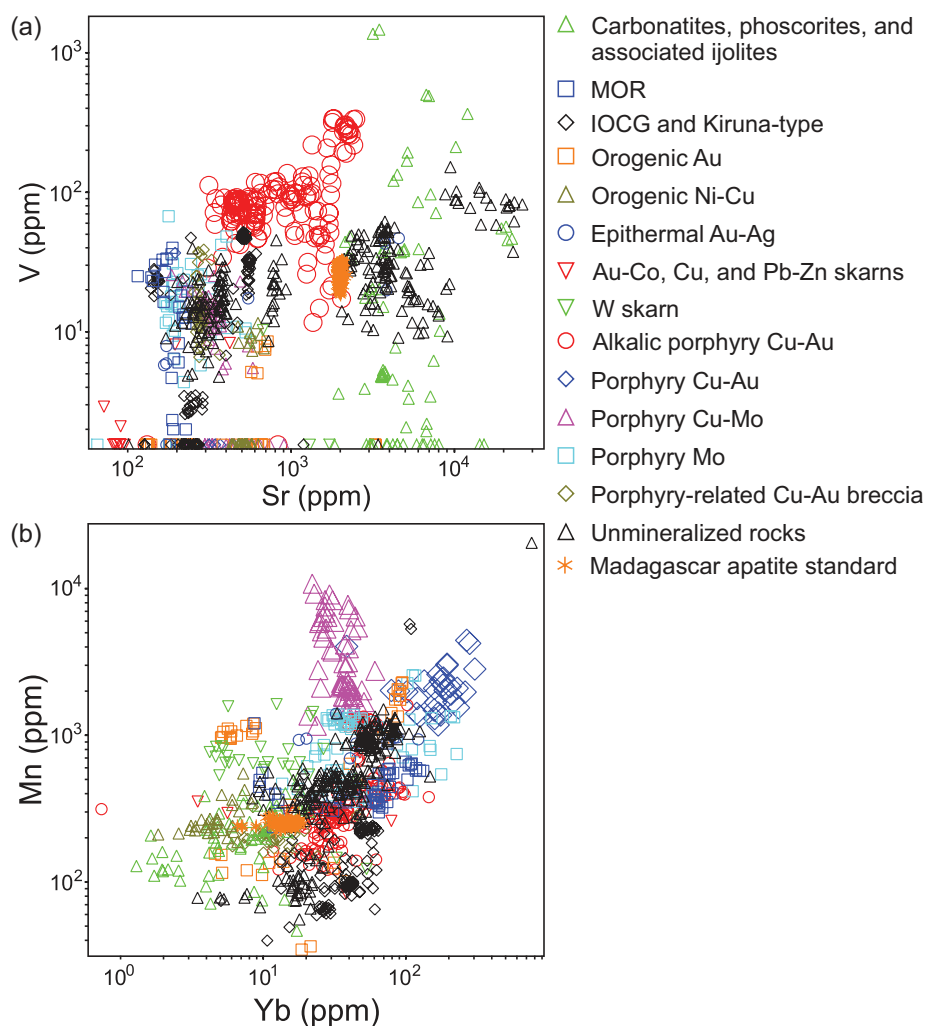 (a)
10³
10²
10¹
V (ppm)
10² 10³ 10⁴
Sr (ppm)
Carbonatites, phoscorites, and
associated ijolites
MOR
IOCG and Kiruna-type
Orogenic Au
Orogenic Ni-Cu
Epithermal Au-Ag
Au-Co, Cu, and Pb-Zn skarns
W skarn
Alkalic porphyry Cu-Au
Porphyry Cu-Au
Porphyry Cu-Mo
Porphyry Mo
Porphyry-related Cu-Au breccia
Unmineralized rocks
Madagascar apatite standard
(b)
10⁴
10³
10²
Mn (ppm)
10⁰ 10¹ 10² 10³
Yb (ppm)